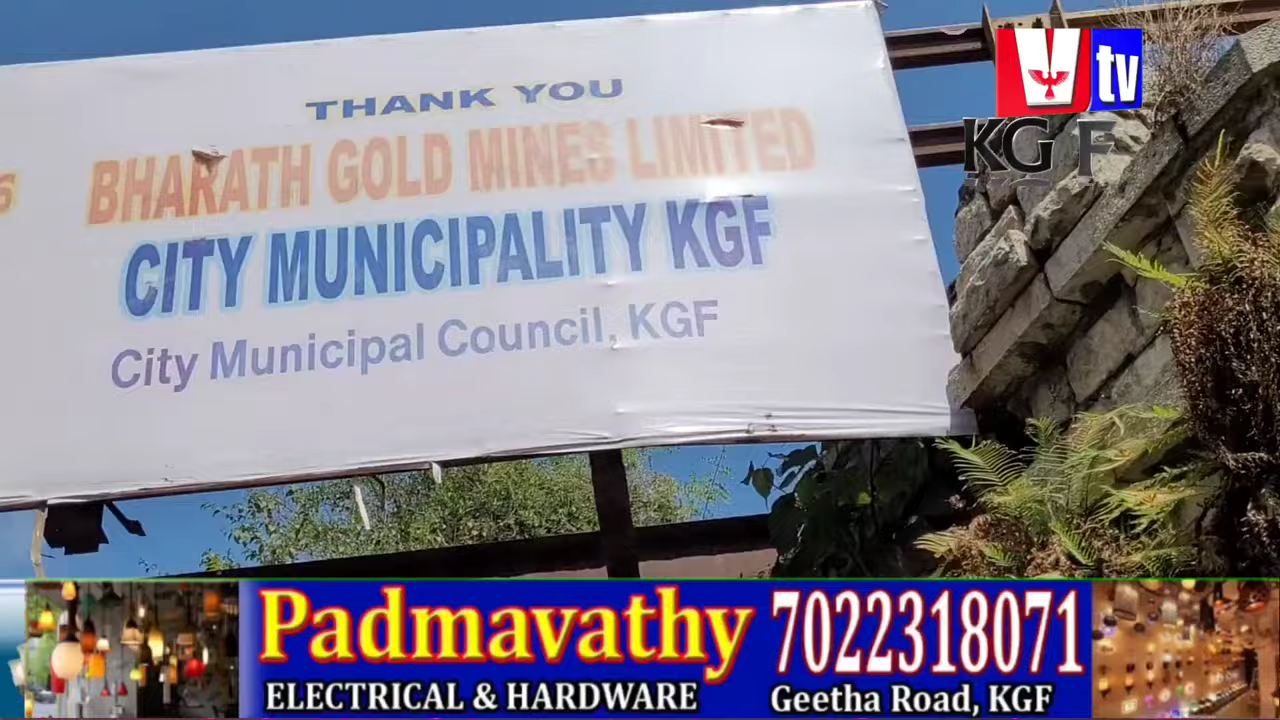 THANK YOU
BHARATH GOLD MINES LIMITED
6
CITY MUNICIPALITY KGF
City Municipal Council, KGF
tv
KGF
Padmavathy
ELECTRICAL & HARDWARE
7022318071
Geetha Road, KGF